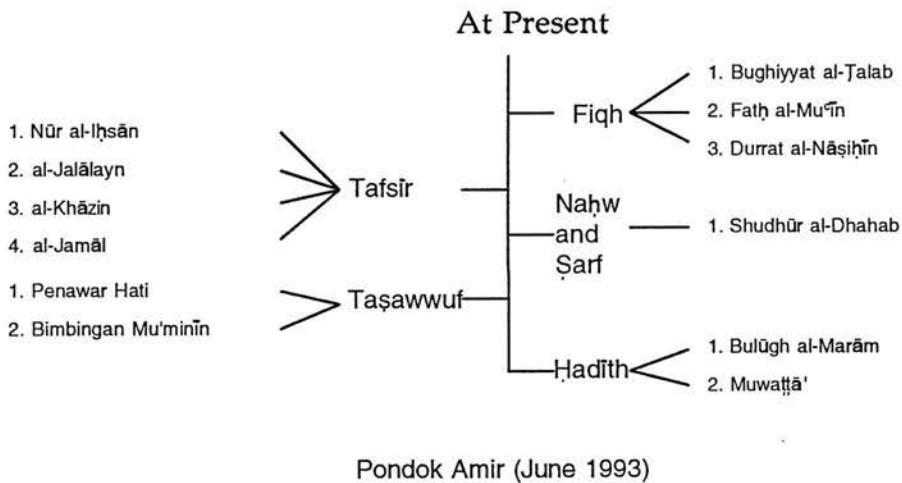 At Present
1. Nūr al-Iḥsān
2. al-Jalālayn
3. al-Khāzin
4. al-Jamāl
Tafsīr
1. Penawar Hati
2. Bimbingan Mu'minīn
Taṣawwuf
Fiqh
1. Bughiyyat al-Ṭalab
2. Fatḥ al-Muʿīn
3. Durrat al-Nāṣiḥīn
Naḥw
and
Ṣarf
1. Shudhūr al-Dhahab
Ḥadīth
1. Bulūgh al-Marām
2. Muwaṭṭā'
Pondok Amir (June 1993)